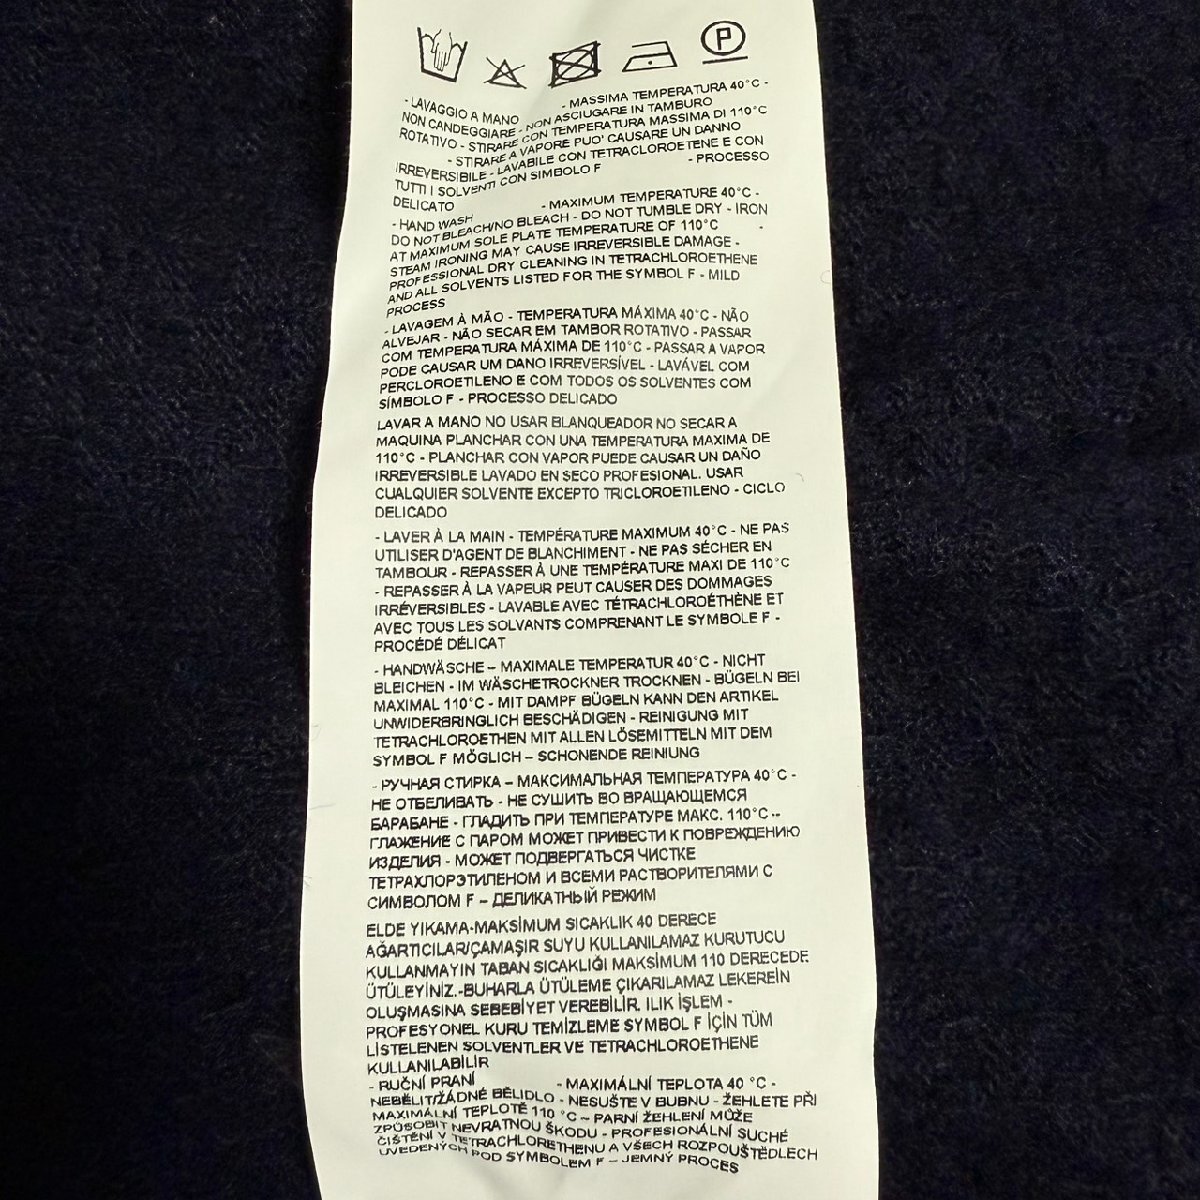 P
- LAVAGGIO A MANO - MASSIMA TEMPERATURA 40°C -
NON CANDEGGIARE - NON ASCIUGARE IN TAMBURO
ROTATIVO - STIRARE CON TEMPERATURA MASSIMA DI 110°C
- STIRARE A VAPORE PUO' CAUSARE UN DANNO
IRREVERSIBILE - LAVABILE CON TETRACLOROETENE E CON
TUTTI I SOLVENTI CON SIMBOLO F - PROCESSO
DELICATO
- HAND WASH - MAXIMUM TEMPERATURE 40°C -
DO NOT BLEACH/NO BLEACH - DO NOT TUMBLE DRY - IRON
AT MAXIMUM SOLE PLATE TEMPERATURE OF 110°C -
STEAM IRONING MAY CAUSE IRREVERSIBLE DAMAGE -
PROFESSIONAL DRY CLEANING IN TETRACHLOROETHENE
AND ALL SOLVENTS LISTED FOR THE SYMBOL F - MILD
PROCESS
- LAVAGEM À MÃO - TEMPERATURA MÁXIMA 40°C - NÃO
ALVEJAR - NÃO SECAR EM TAMBOR ROTATIVO - PASSAR
COM TEMPERATURA MÁXIMA DE 110°C - PASSAR A VAPOR
PODE CAUSAR UM DANO IRREVERSÍVEL - LAVÁVEL COM
PERCLOROETILENO E COM TODOS OS SOLVENTES COM
SÍMBOLO F - PROCESSO DELICADO
LAVAR A MANO NO USAR BLANQUEADOR NO SECAR A
MAQUINA PLANCHAR CON UNA TEMPERATURA MAXIMA DE
110°C - PLANCHAR CON VAPOR PUEDE CAUSAR UN DAÑO
IRREVERSIBLE LAVADO EN SECO PROFESIONAL. USAR
CUALQUIER SOLVENTE EXCEPTO TRICLOROETILENO - CICLO
DELICADO
- LAVER À LA MAIN - TEMPÉRATURE MAXIMUM 40°C - NE PAS
UTILISER D'AGENT DE BLANCHIMENT - NE PAS SÉCHER EN
TAMBOUR - REPASSER À UNE TEMPÉRATURE MAXI DE 110°C
- REPASSER À LA VAPEUR PEUT CAUSER DES DOMMAGES
IRRÉVERSIBLES - LAVABLE AVEC TÉTRACHLOROÉTHÈNE ET
AVEC TOUS LES SOLVANTS COMPRENANT LE SYMBOLE F -
PROCÉDÉ DÉLICAT
- HANDWÄSCHE – MAXIMALE TEMPERATUR 40°C - NICHT
BLEICHEN - IM WÄSCHETROCKNER TROCKNEN - BÜGELN BEI
MAXIMAL 110°C - MIT DAMPF BÜGELN KANN DEN ARTIKEL
UNWIDERBRINGLICH BESCHÄDIGEN - REINIGUNG MIT
TETRACHLOROETHEN MIT ALLEN LÖSEMITTELN MIT DEM
SYMBOL F MÖGLICH – SCHONENDE REINIUNG
- РУЧНАЯ СТИРКА – МАКСИМАЛЬНАЯ ТЕМПЕРАТУРА 40°C -
НЕ ОТБЕЛИВАТЬ - НЕ СУШИТЬ ВО ВРАЩАЮЩЕМСЯ
БАРАБАНЕ - ГЛАДИТЬ ПРИ ТЕМПЕРАТУРЕ МАКС. 110°C --
ГЛАЖЕНИЕ С ПАРОМ МОЖЕТ ПРИВЕСТИ К ПОВРЕЖДЕНИЮ
ИЗДЕЛИЯ - МОЖЕТ ПОДВЕРГАТЬСЯ ЧИСТКЕ
ТЕТРАХЛОРЭТИЛЕНОМ И ВСЕМИ РАСТВОРИТЕЛЯМИ С
СИМВОЛОМ F – ДЕЛИКАТНЫЙ РЕЖИМ
ELDE YIKAMA-MAKSİMUM SICAKLIK 40 DERECE
AĞARTICILAR/ÇAMAŞIR SUYU KULLANILAMAZ KURUTUCU
KULLANMAYIN TABAN SICAKLIĞI MAKSİMUM 110 DERECEDE
ÜTÜLEYİNİZ.-BUHARLA ÜTÜLEME ÇIKARILAMAZ LEKEREIN
OLUŞMASINA SEBEBİYET VEREBİLİR. ILIK İŞLEM -
PROFESYONEL KURU TEMİZLEME SYMBOL F İÇİN TÜM
LİSTELENEN SOLVENTLER VE TETRACHLOROETHENE
KULLANILABİLİR
- RUČNÍ PRANÍ - MAXIMÁLNÍ TEPLOTA 40 °C -
NEBĚLIT/ŽÁDNÉ BĚLIDLO - NESUŠTE V BUBNU - ŽEHLETE PŘI
MAXIMÁLNÍ TEPLOTĚ 110 °C – PARNÍ ŽEHLENÍ MŮŽE
ZPŮSOBIT NEVRATNOU ŠKODU - PROFESIONÁLNÍ SUCHÉ
ČIŠTĚNÍ V TETRACHLORETHENU A VŠECH ROZPOUŠTĚDLECH
UVEDENÝCH POD SYMBOLEM F – JEMNÝ PROCES